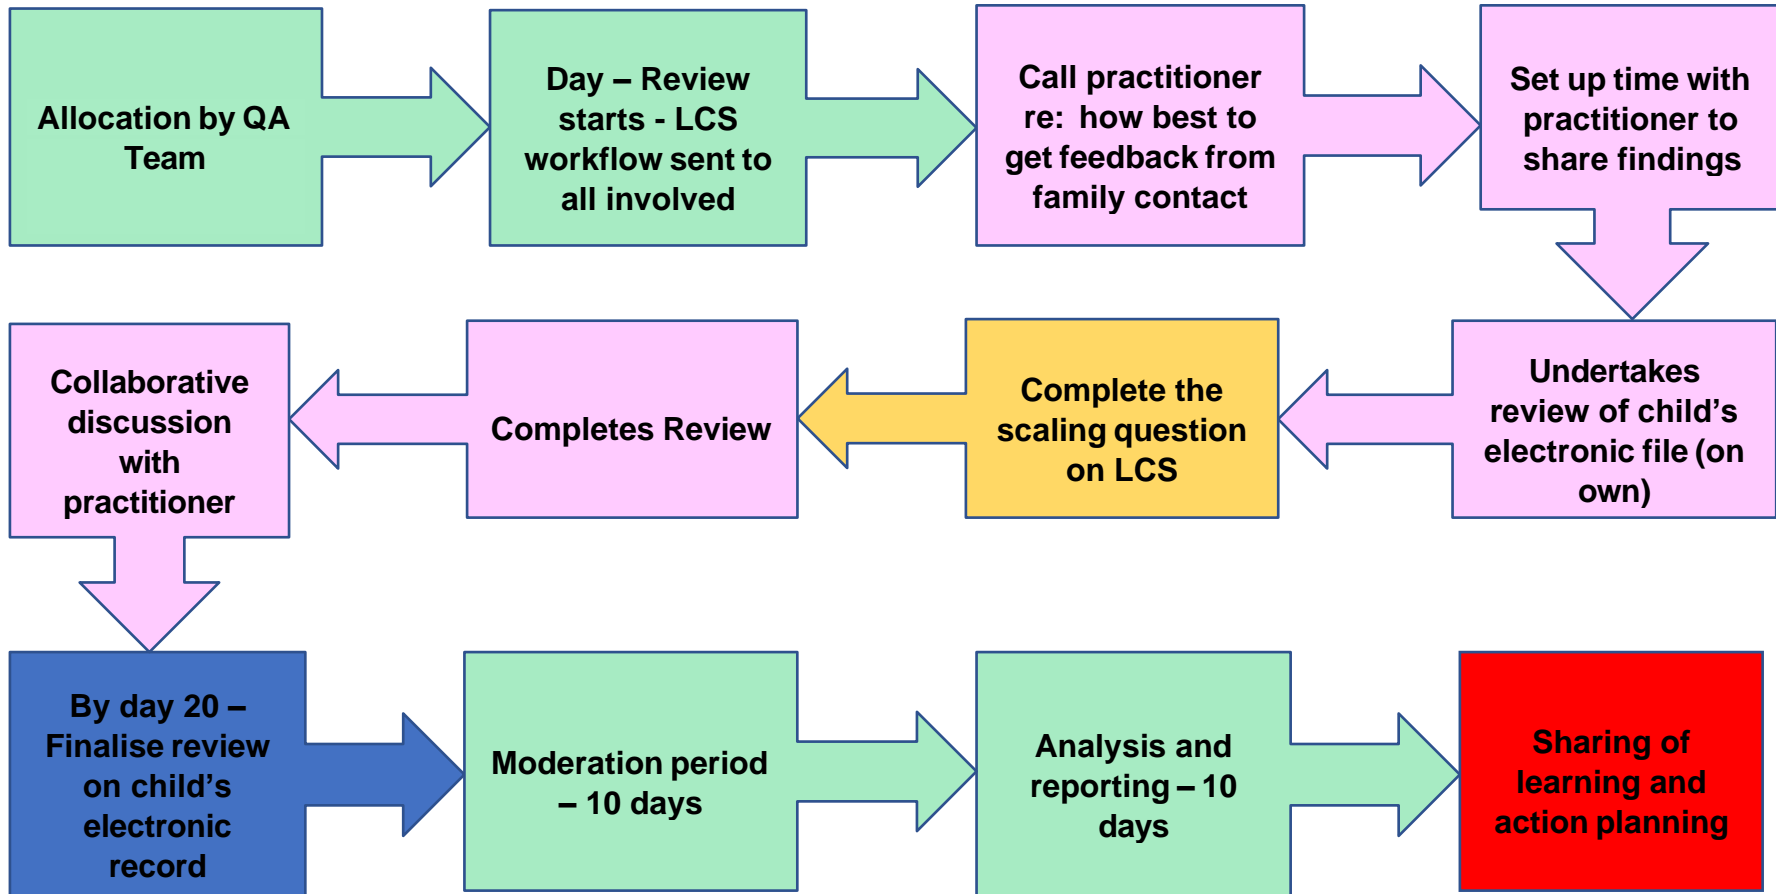 Allocation by QA
Team
Day – Review
starts - LCS
workflow sent to
all involved
Call practitioner
re: how best to
get feedback from
family contact
Set up time with
practitioner to
share findings
Undertakes
review of child’s
electronic file (on
own)
Complete the
scaling question
on LCS
Completes Review
Collaborative
discussion
with
practitioner
By day 20 –
Finalise review
on child’s
electronic
record
Moderation period
– 10 days
Analysis and
reporting – 10
days
Sharing of
learning and
action planning